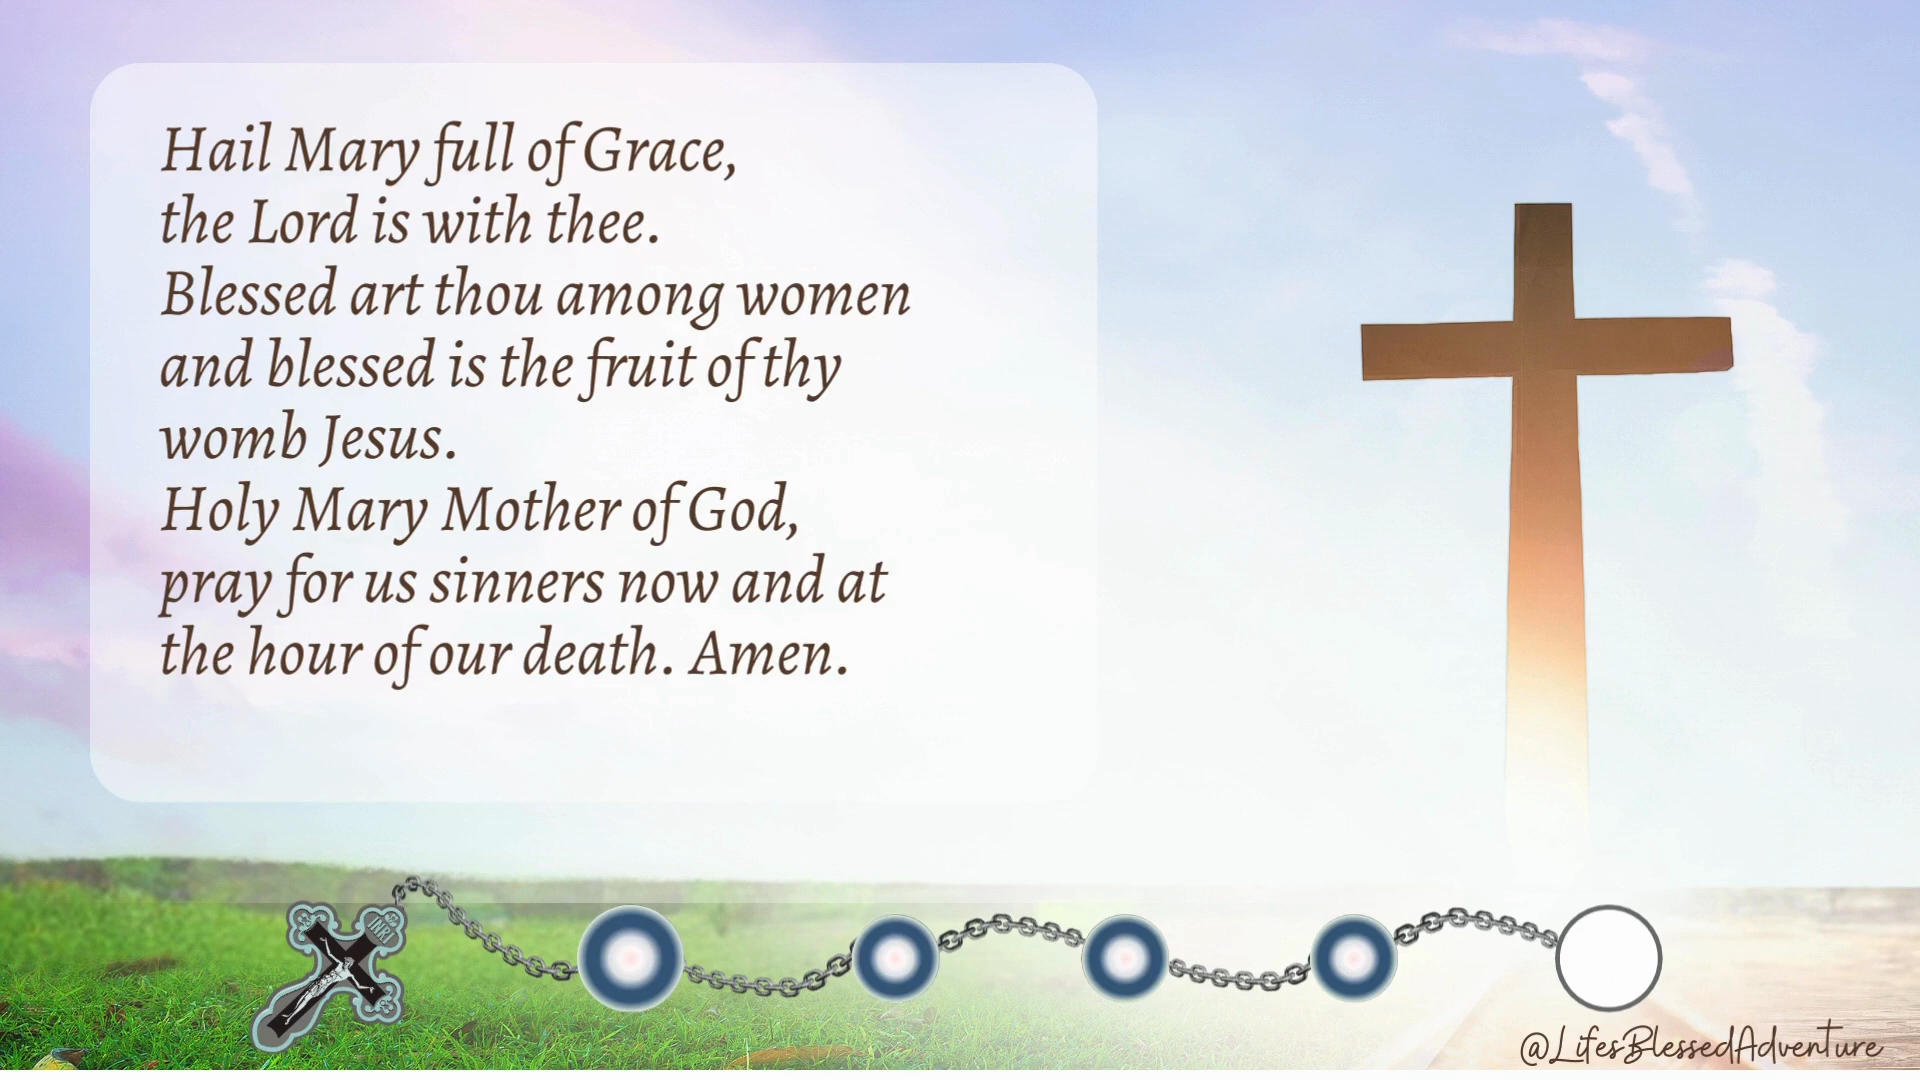 Hail Mary full of Grace,
the Lord is with thee.
Blessed art thou among women
and blessed is the fruit of thy
womb Jesus.
Holy Mary Mother of God,
pray for us sinners now and at
the hour of our death. Amen.
INRI
@LifesBlessedAdventure